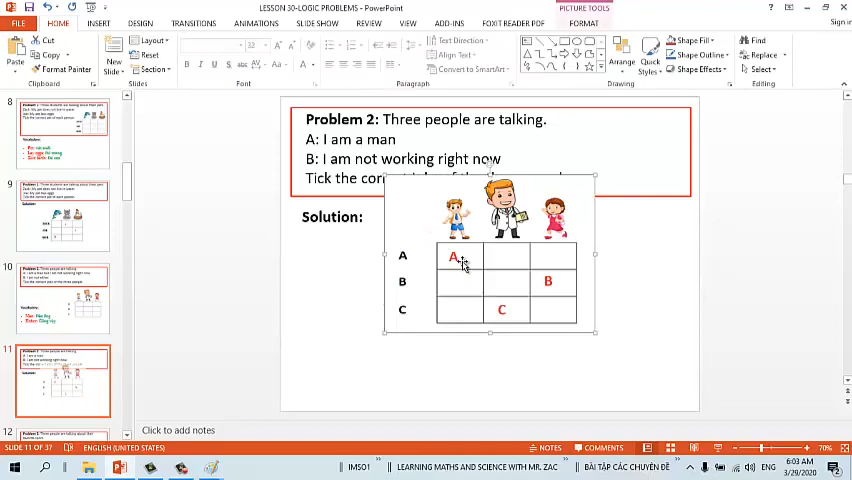 LESSON 30-LOGIC PROBLEMS - PowerPoint
PICTURE TOOLS
FILE HOME INSERT DESIGN TRANSITIONS ANIMATIONS SLIDE SHOW REVIEW VIEW ADD-INS FOXIT READER PDF FORMAT Sign in
Paste
Cut
Copy
Format Painter
Clipboard
New
Slide
Layout
Reset
Section
Slides
Font
Text Direction
Align Text
Convert to SmartArt
Paragraph
Arrange
Quick
Styles
Shape Fill
Shape Outline
Shape Effects
Drawing
Find
Replace
Select
Editing
8
9
10
11
12
Problem 2: Three people are talking.
A: I am a man
B: I am not working right now
Tick the
Solution:
A A
B B
C C
Click to add notes
SLIDE 11 OF 37 ENGLISH (UNITED STATES) NOTES COMMENTS 70%
IMSO1 LEARNING MATHS AND SCIENCE WITH MR. ZAC BÀI TẬP CÁC CHUYÊN ĐỀ ENG
6:03 AM
3/29/2020